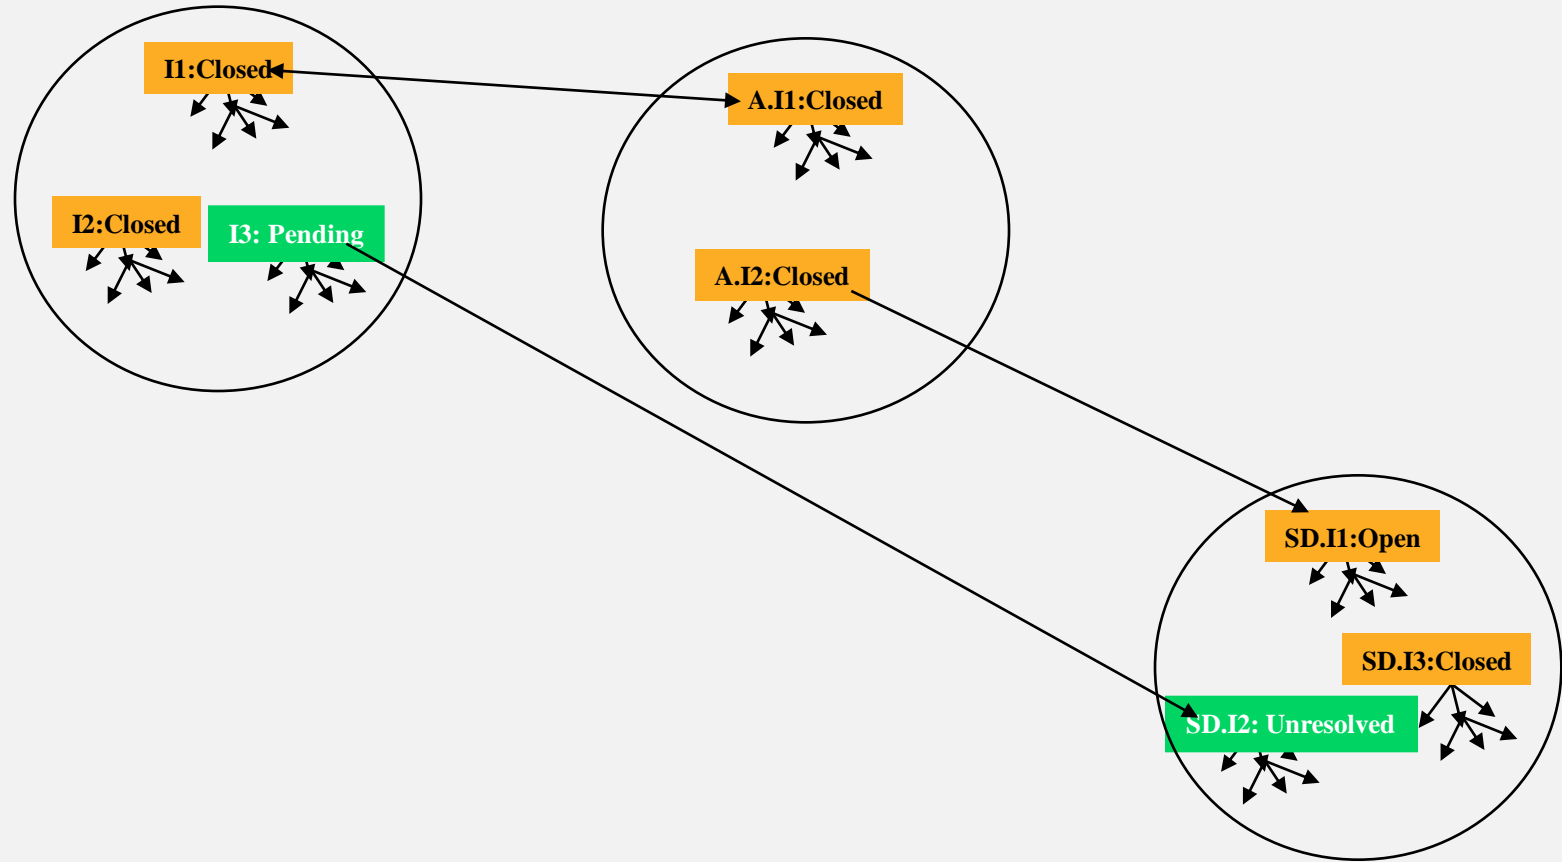 I1:Closed
A.I1:Closed
I2:Closed
I3: Pending
A.I2:Closed
SD.I1:Open
SD.I3:Closed
SD.I2: Unresolved